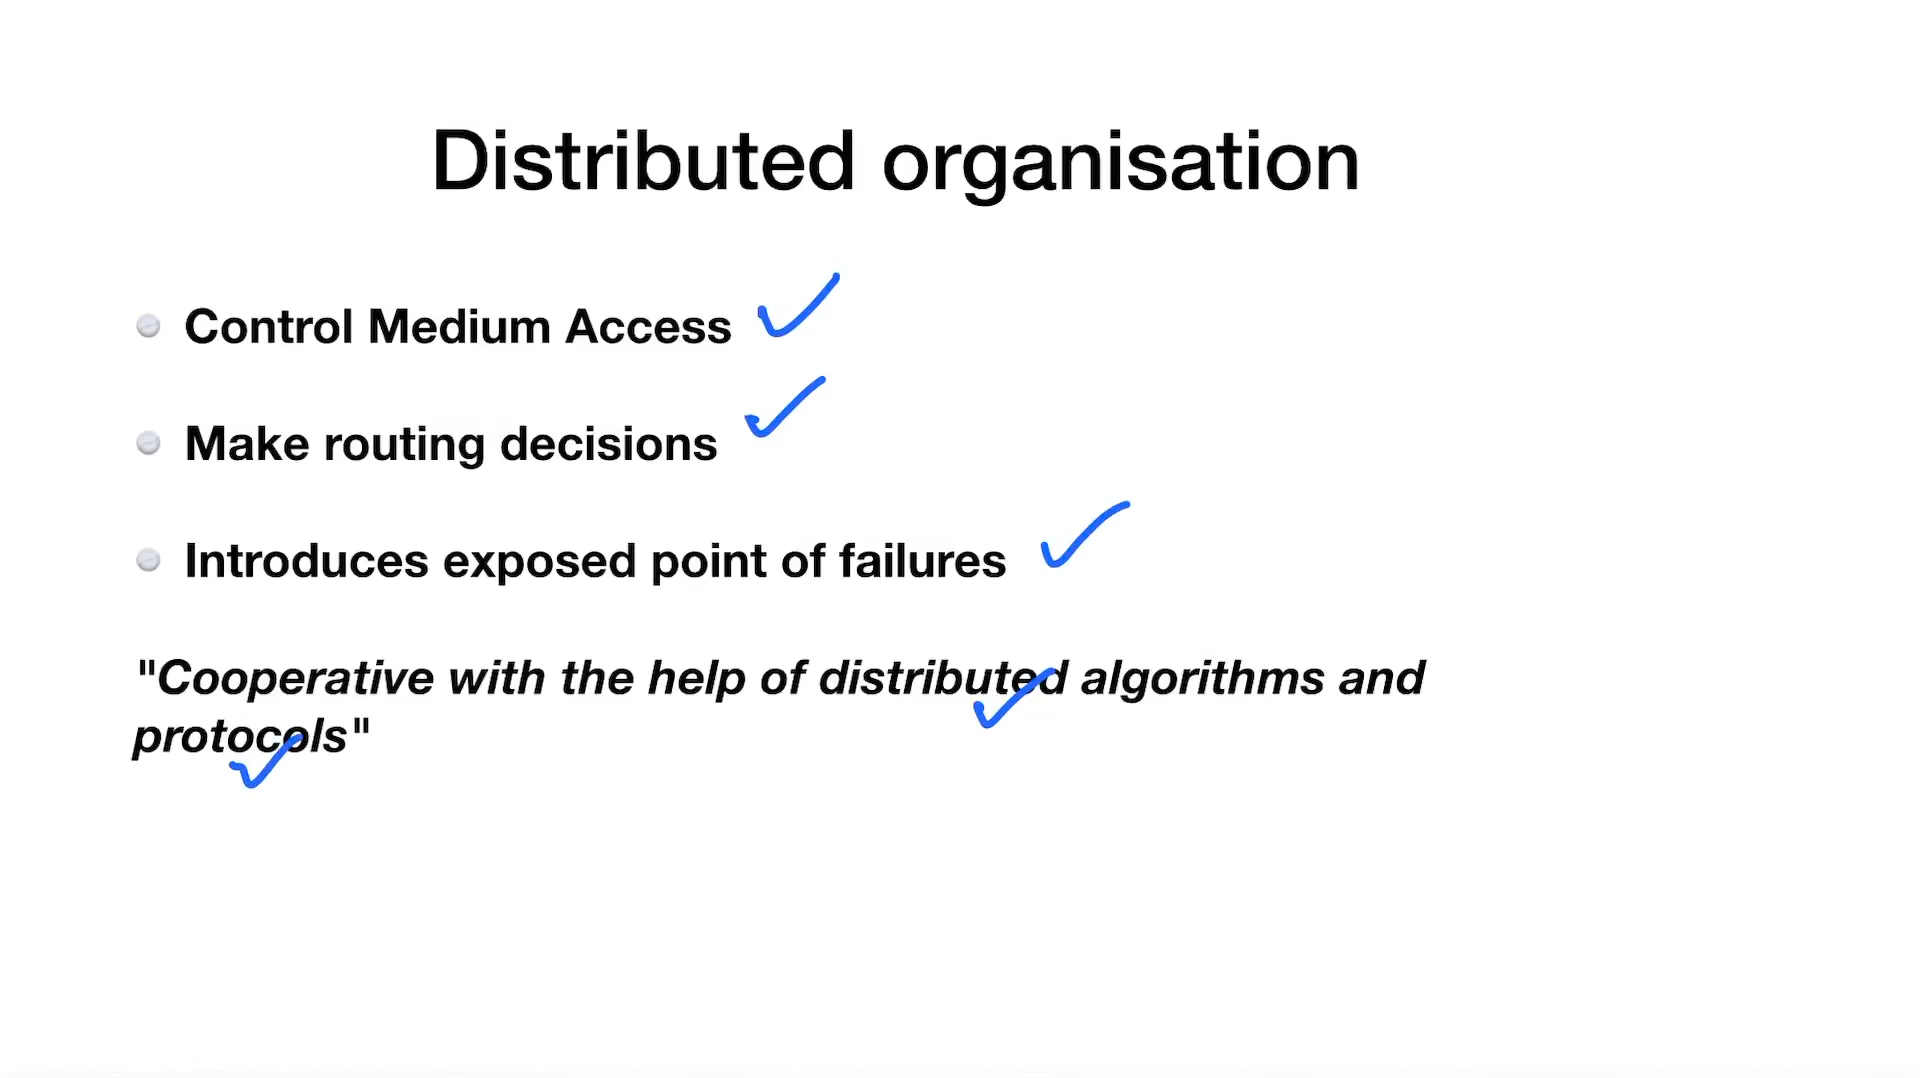 Distributed organisation
Control Medium Access
Make routing decisions
Introduces exposed point of failures
"Cooperative with the help of distributed algorithms and
protocols"